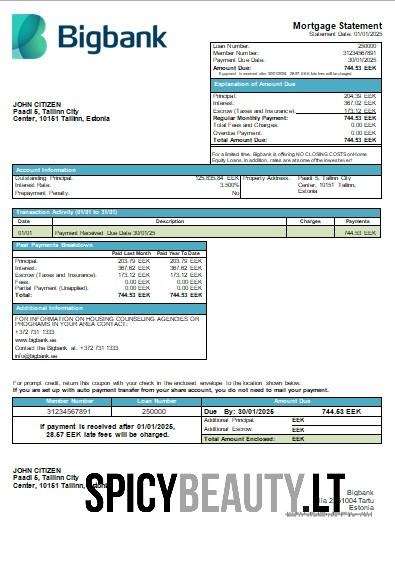 Bigbank
Mortgage Statement
Statement Date: 01/01/2025
Loan Number: 250000
Member Number: 31234567891
Payment Due Date: 30/01/2025
Amount Due: 744.53 EEK
If payment is received after 30/01/2025, 28.57 EEK late fees will be charged.
JOHN CITIZEN
Paadi 5, Tallinn City
Center, 10151 Tallinn, Estonia
Explanation of Amount Due
Principal: 204.39 EEK
Interest: 367.02 EEK
Escrow (Taxes and Insurance): 173.12 EEK
Regular Monthly Payment: 744.53 EEK
Total Fees and Charges: 0.00 EEK
Overdue Payment: 0.00 EEK
Total Amount Due: 744.53 EEK
For a limited time, Bigbank is offering NO CLOSING COSTS on Home
Equity Loans. In addition, rates are at one of the lowest ever!
Account Information
Outstanding Principal: 125,835.84 EEK
Interest Rate: 3.500%
Prepayment Penalty: No
Property Address: Paadi 5, Tallinn City
Center, 10151 Tallinn,
Estonia
Transaction Activity (01/01 to 31/01)
Date Description Charges Payments
01/01 Payment Received Due Date 30/01/25 744.53 EEK
Past Payments Breakdown
Paid Last Month Paid Year To Date
Principal: 203.79 EEK 203.79 EEK
Interest: 367.62 EEK 367.62 EEK
Escrow (Taxes and Insurance): 173.12 EEK 173.12 EEK
Fees: 0.00 EEK 0.00 EEK
Partial Payment (Unapplied): 0.00 EEK 0.00 EEK
Total: 744.53 EEK 744.53 EEK
Additional Information
FOR INFORMATION ON HOUSING COUNSELING AGENCIES OR
PROGRAMS IN YOUR AREA CONTACT:
+372 731 1333
www.bigbank.ee
Contact the Bigbank at: +372 731 1333
info@bigbank.ee
For prompt credit, return this coupon with your check in the enclosed envelope to the location shown below.
If you are set up with auto payment transfer from your share account, you do not need to mail your payment.
Member Number Loan Number Amount Due
31234567891 250000 Due By: 30/01/2025 744.53 EEK
If payment is received after 01/01/2025,
28.57 EEK late fees will be charged.
Additional Principal: EEK
Additional Escrow: EEK
Total Amount Enclosed: EEK
JOHN CITIZEN
Paadi 5, Tallinn City
Center, 10151 Tallinn, Estonia
SPICYBEAUTY.LT
Bigbank
51004 Tartu
Estonia